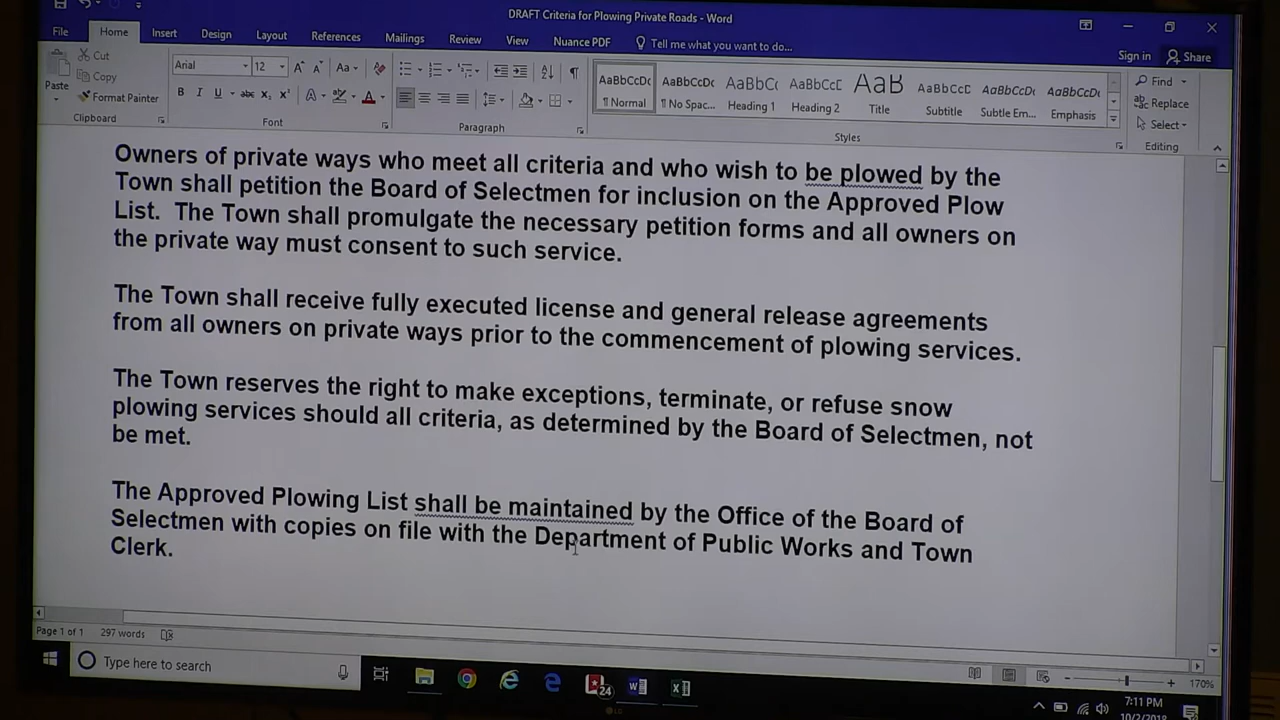 DRAFT Criteria for Plowing Private Roads - Word
File Home Insert Design Layout References Mailings Review View Nuance PDF Tell me what you want to do...
Sign in Share
Paste
Cut
Copy
Format Painter
Clipboard
Arial 12
Font
Paragraph
AaBbCcDc AaBbCcDc AaBbCc AaBbCcD AaB AaBbCcD AaBbCcDc AaBbCcDc
¶ Normal ¶ No Spac... Heading 1 Heading 2 Title Subtitle Subtle Em... Emphasis
Styles
Find
Replace
Select
Editing
Owners of private ways who meet all criteria and who wish to be plowed by the
Town shall petition the Board of Selectmen for inclusion on the Approved Plow
List. The Town shall promulgate the necessary petition forms and all owners on
the private way must consent to such service.
The Town shall receive fully executed license and general release agreements
from all owners on private ways prior to the commencement of plowing services.
The Town reserves the right to make exceptions, terminate, or refuse snow
plowing services should all criteria, as determined by the Board of Selectmen, not
be met.
The Approved Plowing List shall be maintained by the Office of the Board of
Selectmen with copies on file with the Department of Public Works and Town
Clerk.
Page 1 of 1 297 words
170%
Type here to search
24
7:11 PM
10/2/2018
LG